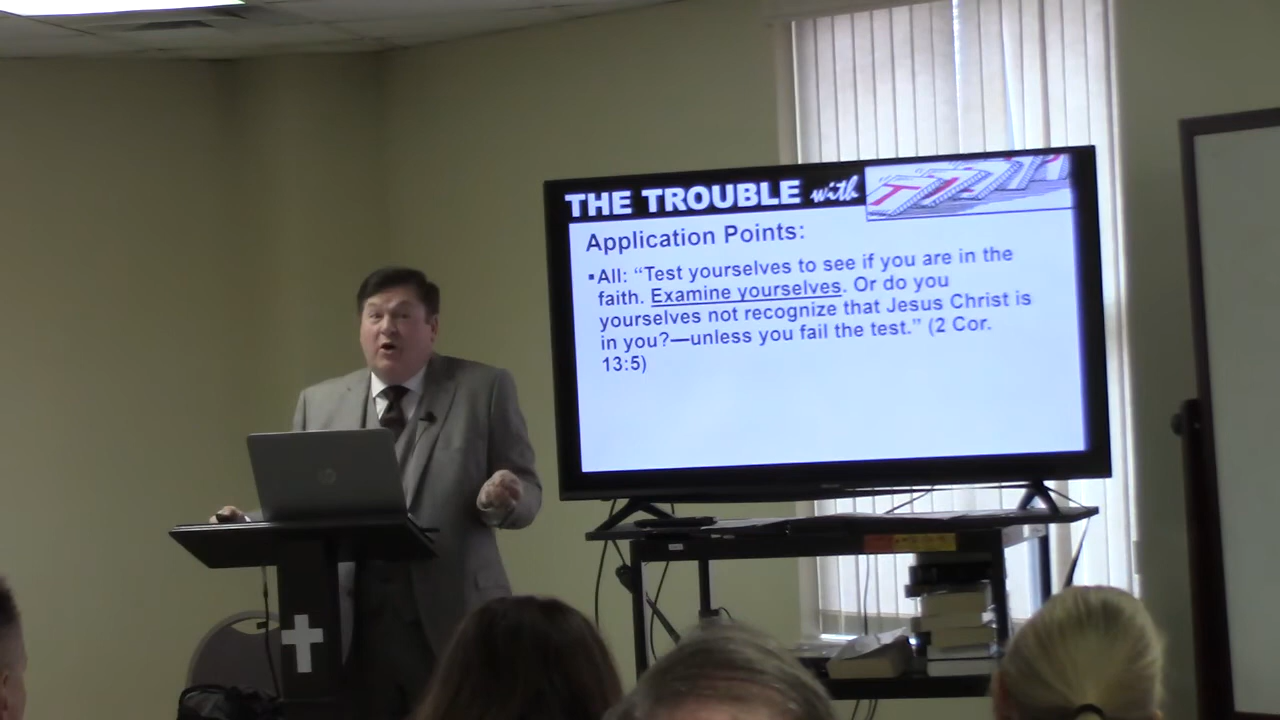 THE TROUBLE with
Application Points:
▪All: “Test yourselves to see if you are in the
faith. Examine yourselves. Or do you
yourselves not recognize that Jesus Christ is
in you?—unless you fail the test.” (2 Cor.
13:5)